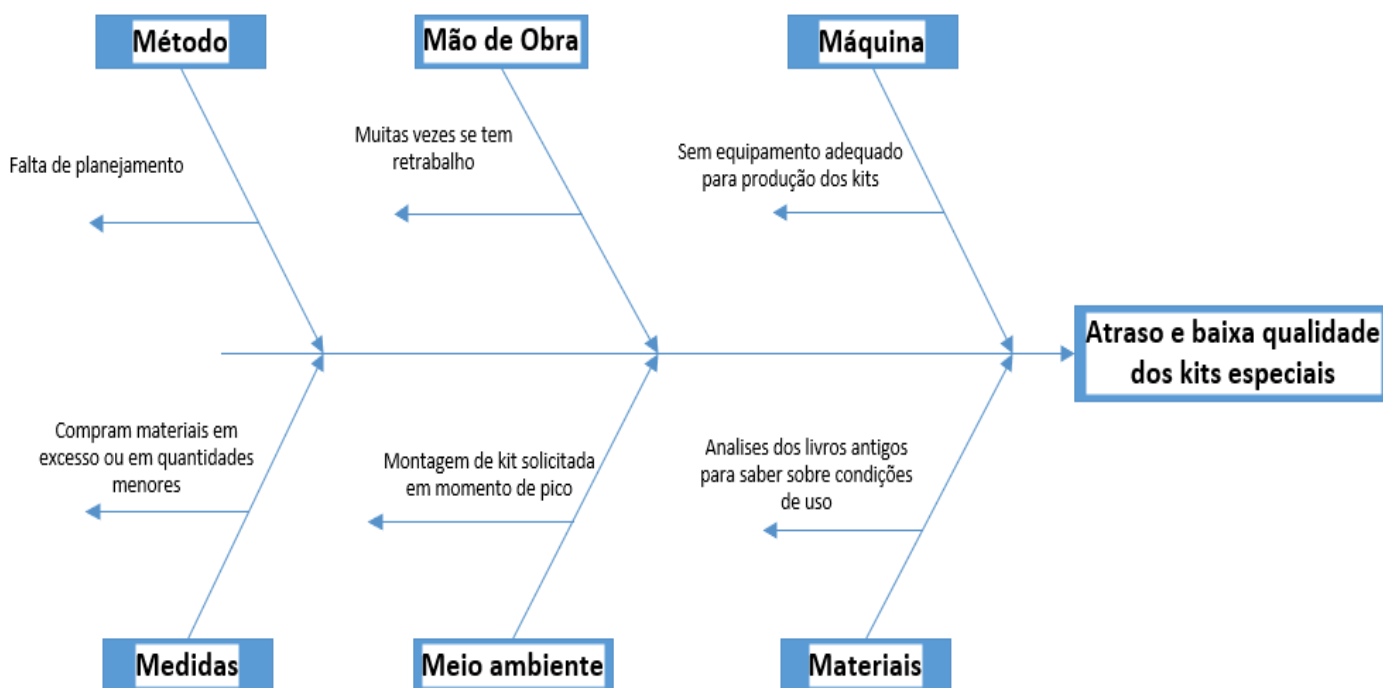 Método
Mão de Obra
Máquina
Falta de planejamento
Muitas vezes se tem
retrabalho
Sem equipamento adequado
para produção dos kits
Atraso e baixa qualidade
dos kits especiais
Compram materiais em
excesso ou em quantidades
menores
Montagem de kit solicitada
em momento de pico
Analises dos livros antigos
para saber sobre condições
de uso
Medidas
Meio ambiente
Materiais